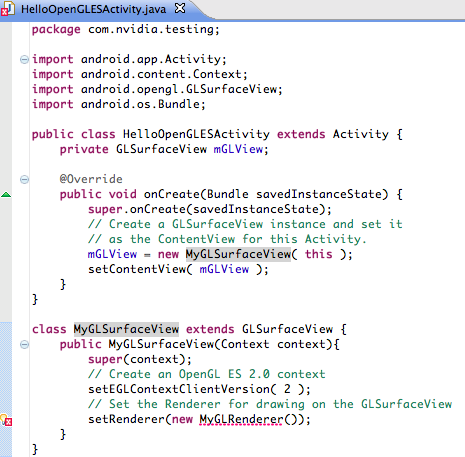 HelloOpenGLESActivity.java
package com.nvidia.testing;
import android.app.Activity;
import android.content.Context;
import android.opengl.GLSurfaceView;
import android.os.Bundle;
public class HelloOpenGLESActivity extends Activity {
    private GLSurfaceView mGLView;
    @Override
    public void onCreate(Bundle savedInstanceState) {
        super.onCreate(savedInstanceState);
        // Create a GLSurfaceView instance and set it
        // as the ContentView for this Activity.
        mGLView = new MyGLSurfaceView( this );
        setContentView( mGLView );
    }
}
class MyGLSurfaceView extends GLSurfaceView {
    public MyGLSurfaceView(Context context){
        super(context);
        // Create an OpenGL ES 2.0 context
        setEGLContextClientVersion( 2 );
        // Set the Renderer for drawing on the GLSurfaceView
        setRenderer(new MyGLRenderer());
    }
}